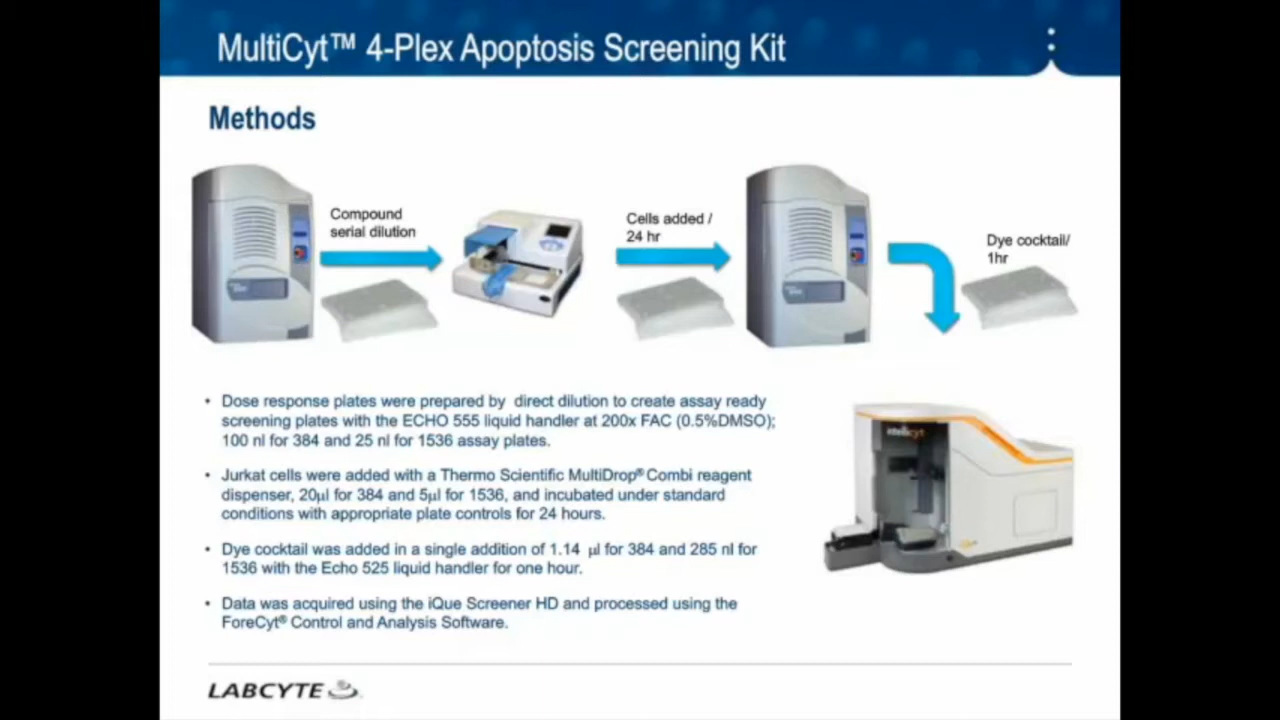 MultiCyt™ 4-Plex Apoptosis Screening Kit
Methods
Compound
serial dilution
Cells added /
24 hr
Dye cocktail/
1hr
• Dose response plates were prepared by direct dilution to create assay ready
screening plates with the ECHO 555 liquid handler at 200x FAC (0.5%DMSO);
100 nl for 384 and 25 nl for 1536 assay plates.
• Jurkat cells were added with a Thermo Scientific MultiDrop® Combi reagent
dispenser, 20µl for 384 and 5µl for 1536, and incubated under standard
conditions with appropriate plate controls for 24 hours.
• Dye cocktail was added in a single addition of 1.14 µl for 384 and 285 nl for
1536 with the Echo 525 liquid handler for one hour.
• Data was acquired using the iQue Screener HD and processed using the
ForeCyt® Control and Analysis Software.
intellicyt
LABCYTE